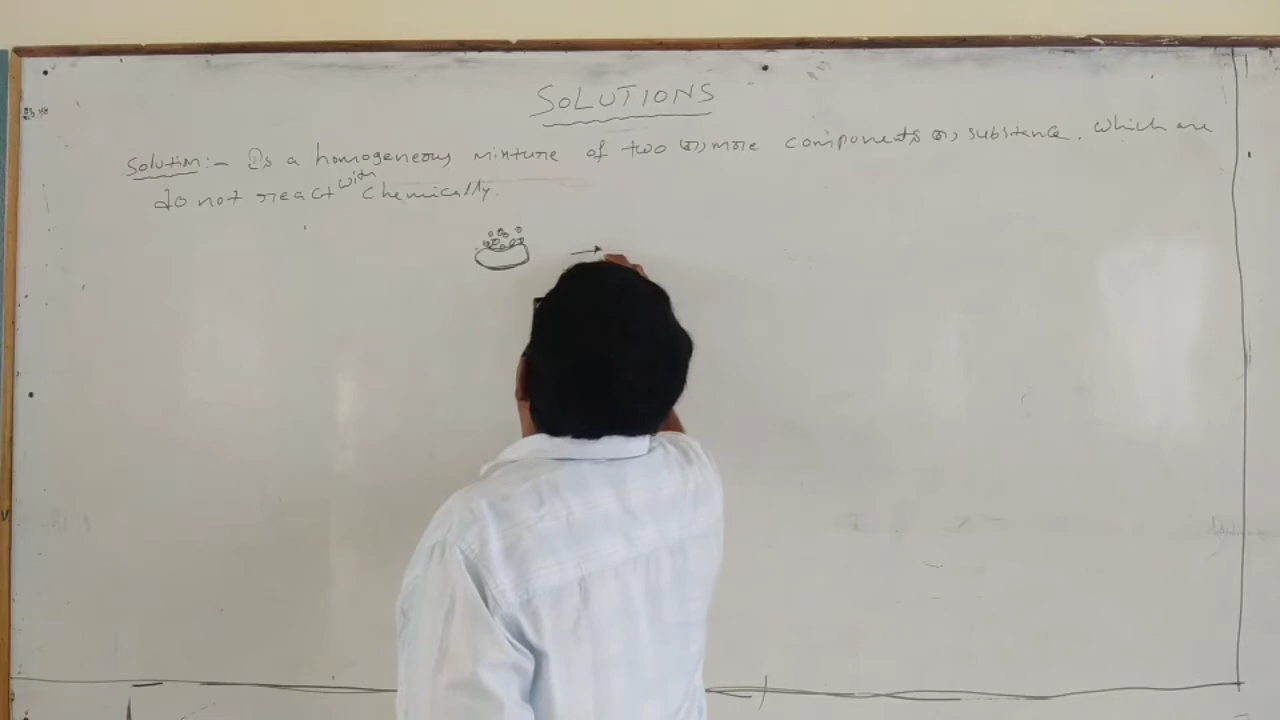 SOLUTIONS
Solution:- Is a homogeneous mixture of two (or) more components (or) substance. which are
do not react with chemically.